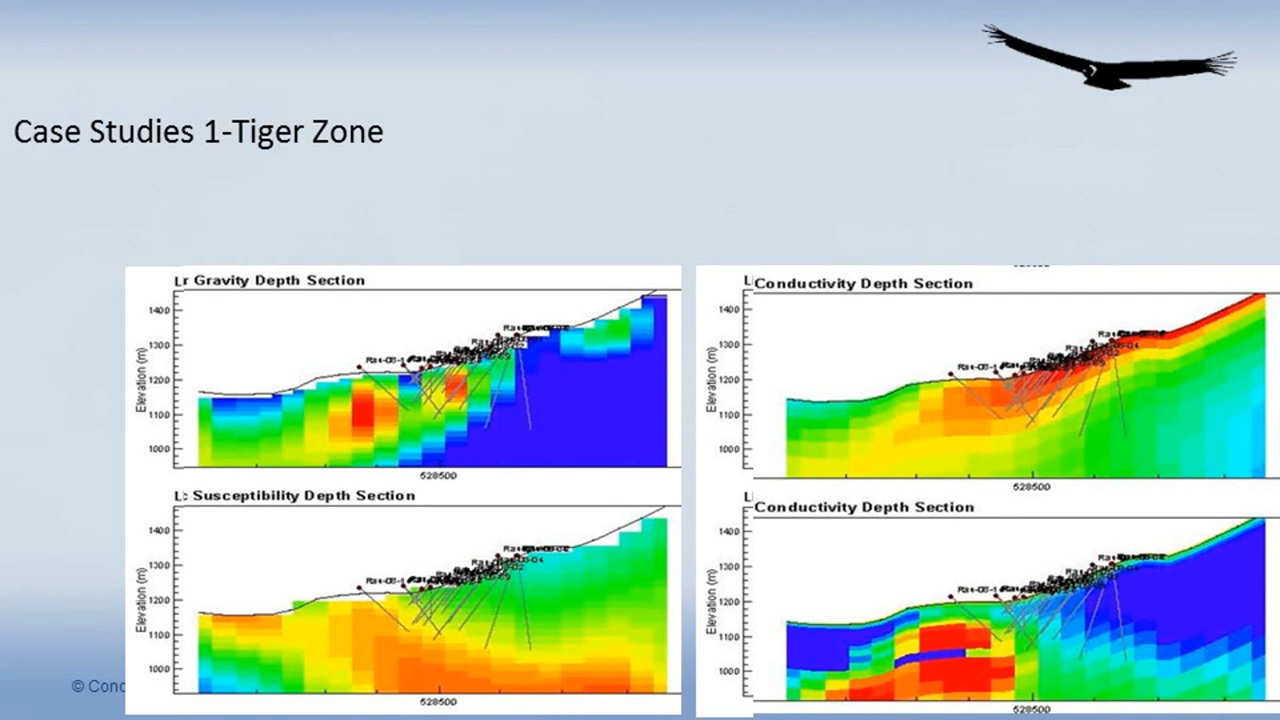 Case Studies 1-Tiger Zone
Gravity Depth Section
Elevation (m)
1400
1300
1200
1100
1000
528500
Conductivity Depth Section
Elevation (m)
1400
1300
1200
1100
1000
528500
Susceptibility Depth Section
Elevation (m)
1400
1300
1200
1100
1000
528500
Conductivity Depth Section
Elevation (m)
1400
1300
1200
1100
1000
528500
© Conc